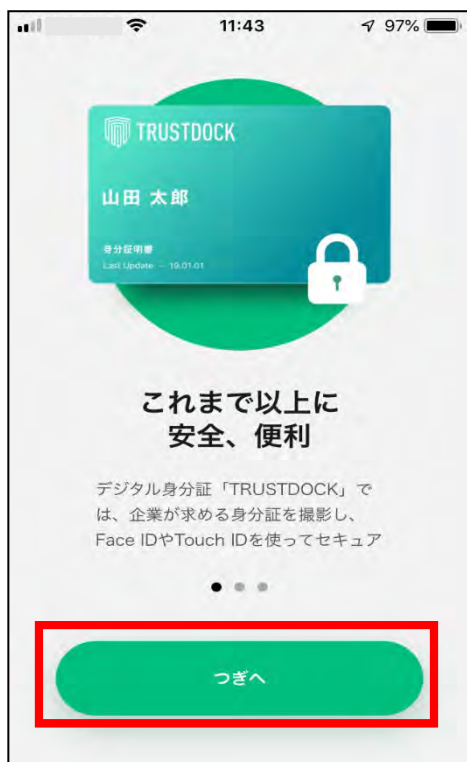 11:43
97%
TRUSTDOCK
山田 太郎
身分証明書
Last Update － 19.01.01
これまで以上に
安全、便利
デジタル身分証「TRUSTDOCK」で
は、企業が求める身分証を撮影し、
Face IDやTouch IDを使ってセキュア
つぎへ